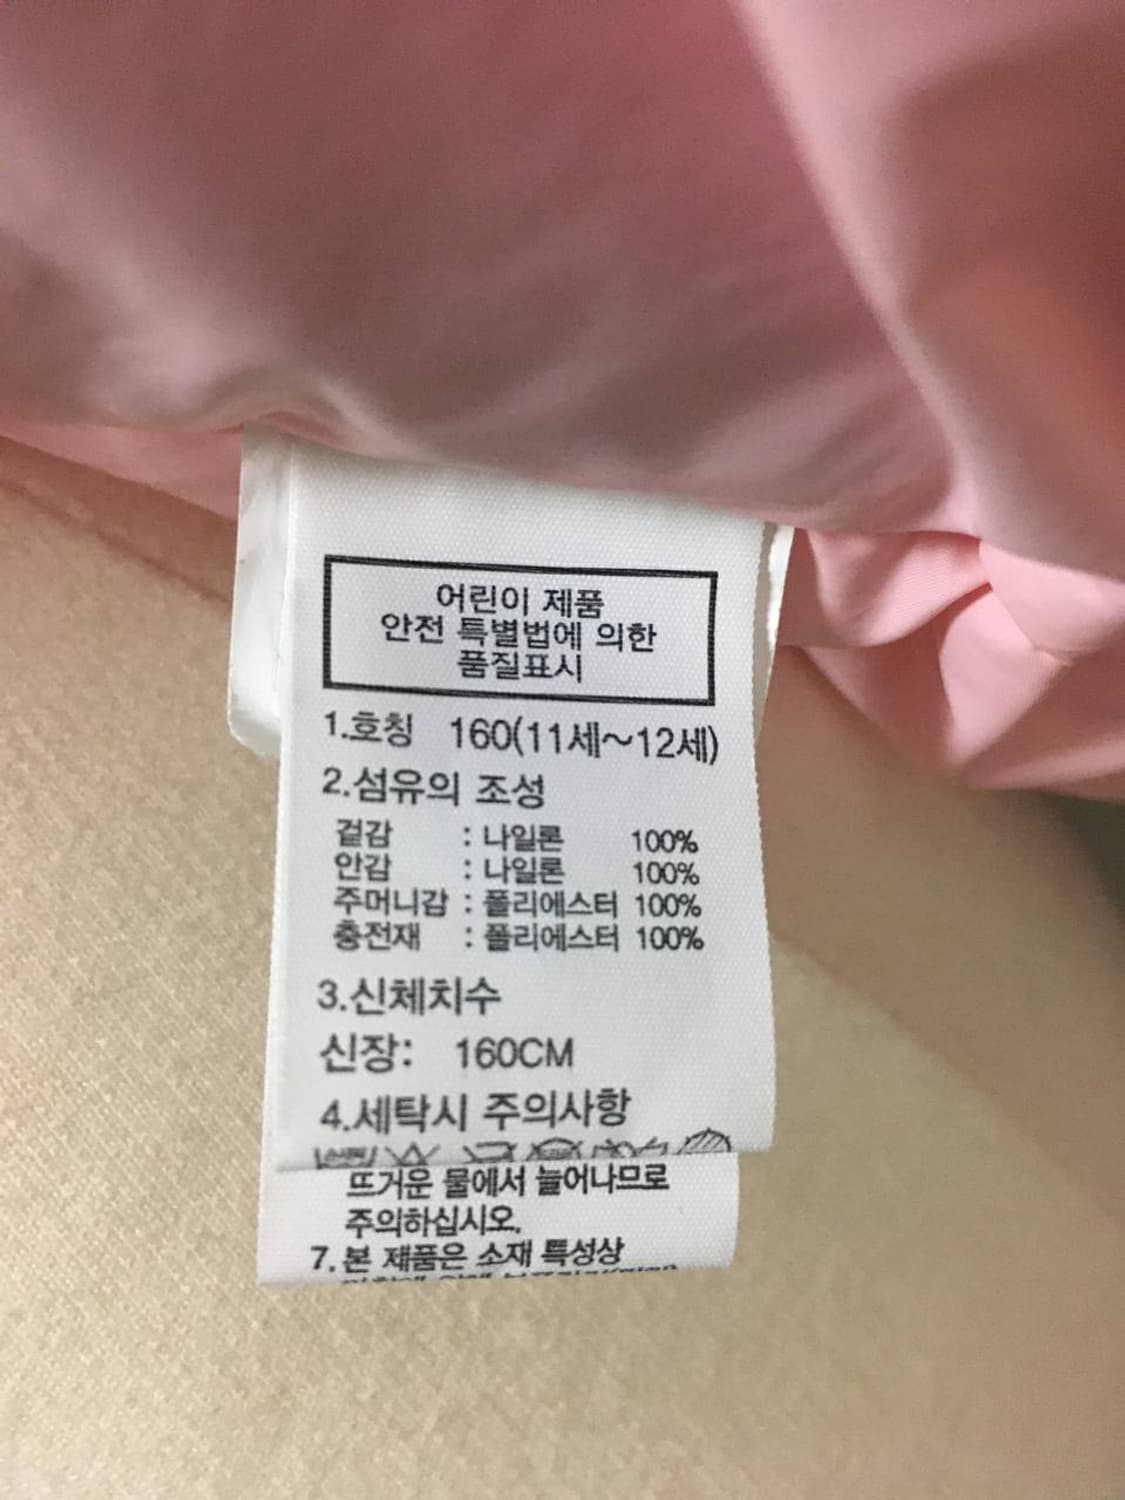 어린이 제품
안전 특별법에 의한
품질표시
1.호칭 160(11세~12세)
2.섬유의 조성
겉감 : 나일론 100%
안감 : 나일론 100%
주머니감 : 폴리에스터 100%
충전재 : 폴리에스터 100%
3.신체치수
신장: 160CM
4.세탁시 주의사항
뜨거운 물에서 늘어나므로
주의하십시오.
7. 본 제품은 소재 특성상